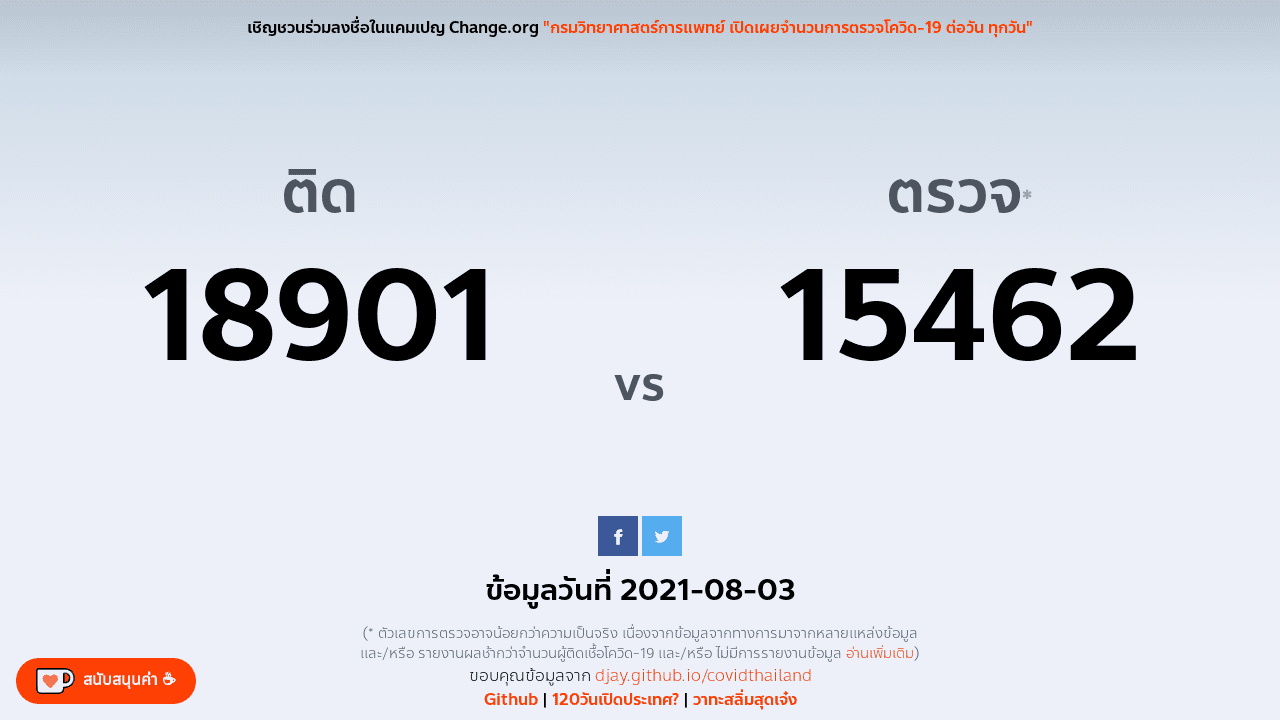 เชิญชวนร่วมลงชื่อในแคมเปญ Change.org "กรมวิทยาศาสตร์การแพทย์ เปิดเผยจำนวนการตรวจโควิด-19 ต่อวัน ทุกวัน"
ติด
18901
vs
ตรวจ*
15462
ข้อมูลวันที่ 2021-08-03
(* ตัวเลขการตรวจอาจน้อยกว่าความเป็นจริง เนื่องจากข้อมูลจากทางการมาจากหลายแหล่งข้อมูล
และ/หรือ รายงานผลช้ากว่าจำนวนผู้ติดเชื้อโควิด-19 และ/หรือ ไม่มีการรายงานข้อมูล อ่านเพิ่มเติม)
ขอบคุณข้อมูลจาก djay.github.io/covidthailand
Github | 120วันเปิดประเทศ? | วาทะสลิ่มสุดเจ๋ง
สนับสนุนค่า ☕